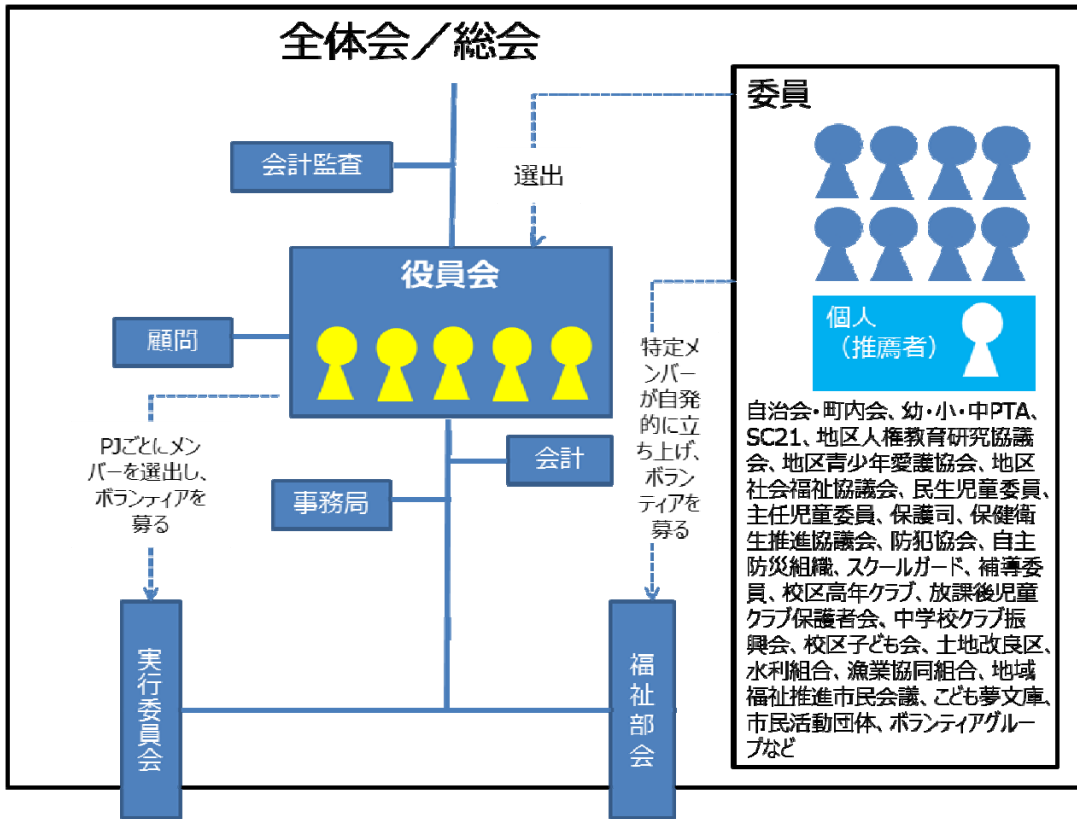 全体会／総会
会計監査
選出
役員会
顧問
PJごとにメン
バーを選出し、
ボランティアを
募る
特定メ
ンバー
が自発
的に立
ち上げ、
ボラン
ティアを
募る
会計
事務局
実行委員会
福祉部会
委員
個人
（推薦者）
自治会・町内会、幼・小・中PTA、
SC21、地区人権教育研究協議
会、地区青少年愛護協会、地区
社会福祉協議会、民生児童委員、
主任児童委員、保護司、保健衛
生推進協議会、防犯協会、自主
防災組織、スクールガード、補導委
員、校区高年クラブ、放課後児童
クラブ保護者会、中学校クラブ振
興会、校区子ども会、土地改良区、
水利組合、漁業協同組合、地域
福祉推進市民会議、こども夢文庫、
市民活動団体、ボランティアグルー
プなど